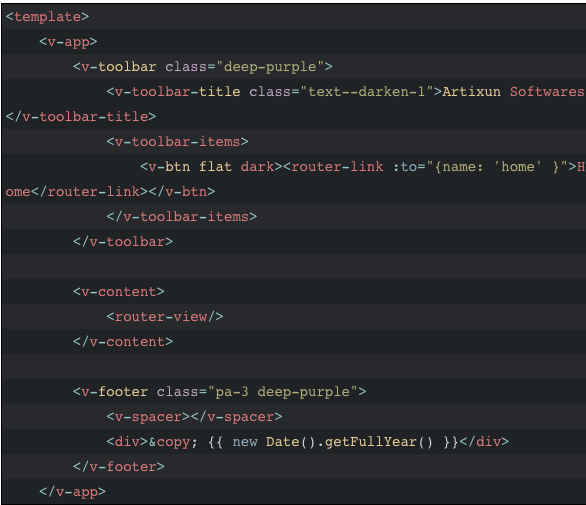 <template>
    <v-app>
        <v-toolbar class="deep-purple">
            <v-toolbar-title class="text--darken-1">Artixun Softwares
</v-toolbar-title>
            <v-toolbar-items>
                <v-btn flat dark><router-link :to="{name: 'home' }">H
ome</router-link></v-btn>
            </v-toolbar-items>
        </v-toolbar>
        <v-content>
            <router-view/>
        </v-content>
        <v-footer class="pa-3 deep-purple">
            <v-spacer></v-spacer>
            <div>&copy; {{ new Date().getFullYear() }}</div>
        </v-footer>
    </v-app>